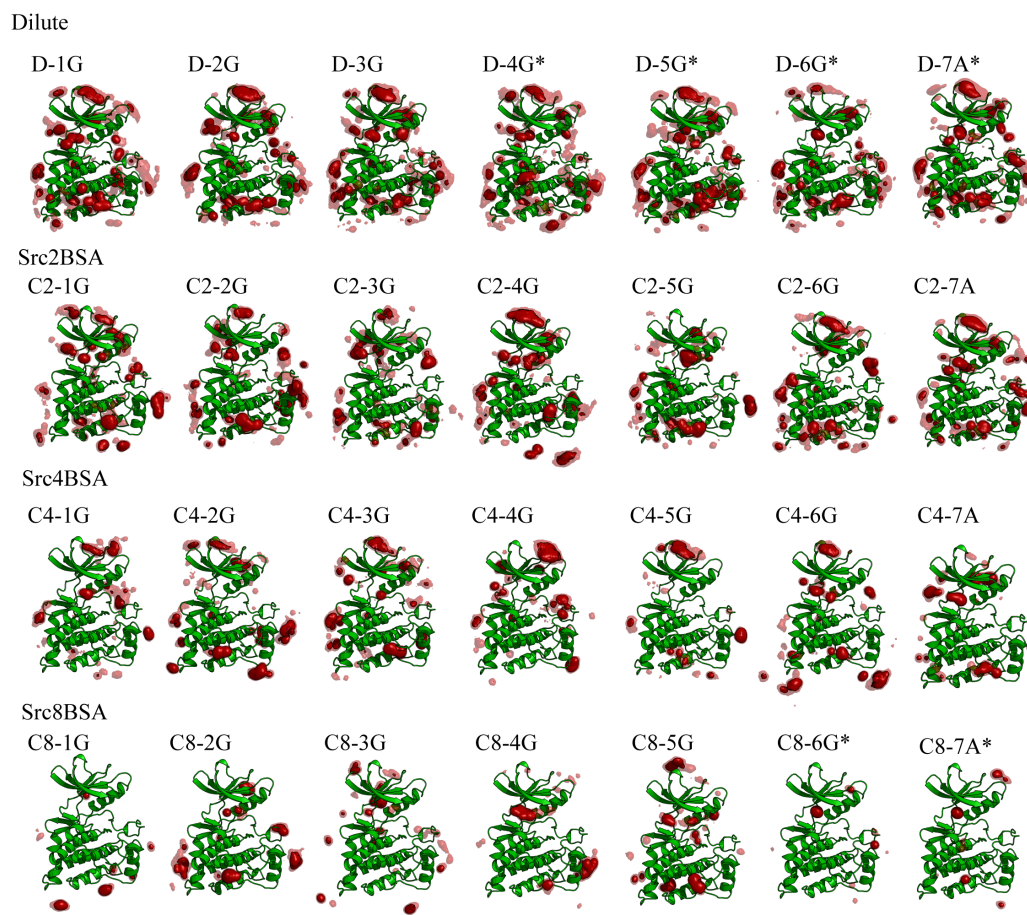 Dilute
D-1G D-2G D-3G D-4G* D-5G* D-6G* D-7A*
Src2BSA
C2-1G C2-2G C2-3G C2-4G C2-5G C2-6G C2-7A
Src4BSA
C4-1G C4-2G C4-3G C4-4G C4-5G C4-6G C4-7A
Src8BSA
C8-1G C8-2G C8-3G C8-4G C8-5G C8-6G* C8-7A*